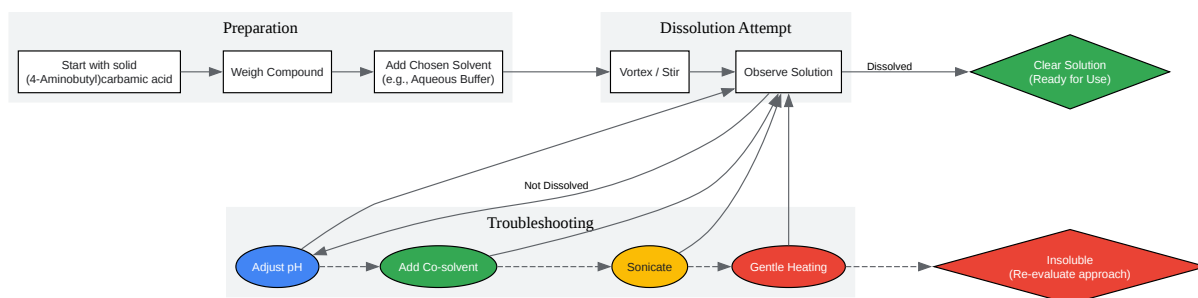 Preparation
Start with solid
(4-Aminobutyl)carbamic acid
Weigh Compound
Add Chosen Solvent
(e.g., Aqueous Buffer)
Dissolution Attempt
Vortex / Stir
Observe Solution
Dissolved
Clear Solution
(Ready for Use)
Not Dissolved
Troubleshooting
Adjust pH
Add Co-solvent
Sonicate
Gentle Heating
Insoluble
(Re-evaluate approach)